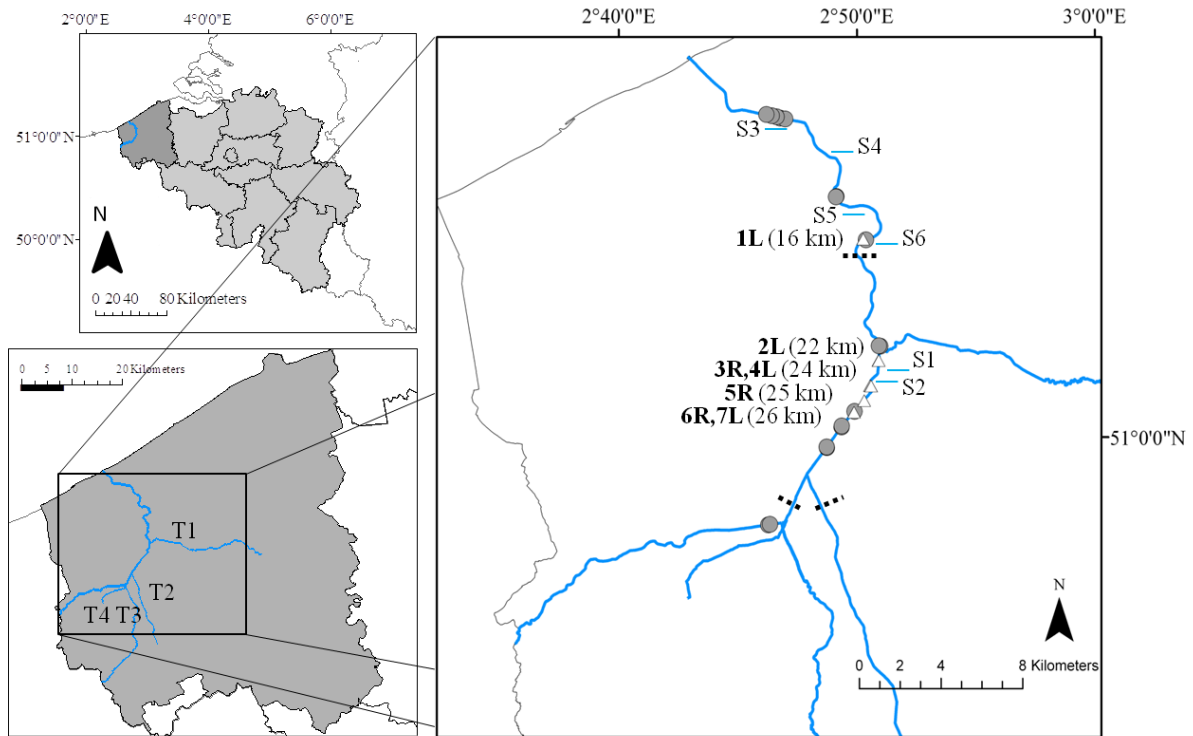 2°0'0"E 4°0'0"E 6°0'0"E
51°0'0"N
50°0'0"N
N
0 20 40 80 Kilometers
0 5 10 20 Kilometers
T1
T2
T4 T3
2°40'0"E 2°50'0"E 3°0'0"E
S3
S4
S5
1L (16 km) S6
2L (22 km)
3R,4L (24 km) S1
5R (25 km) S2
6R,7L (26 km)
51°0'0"N
N
0 2 4 8 Kilometers